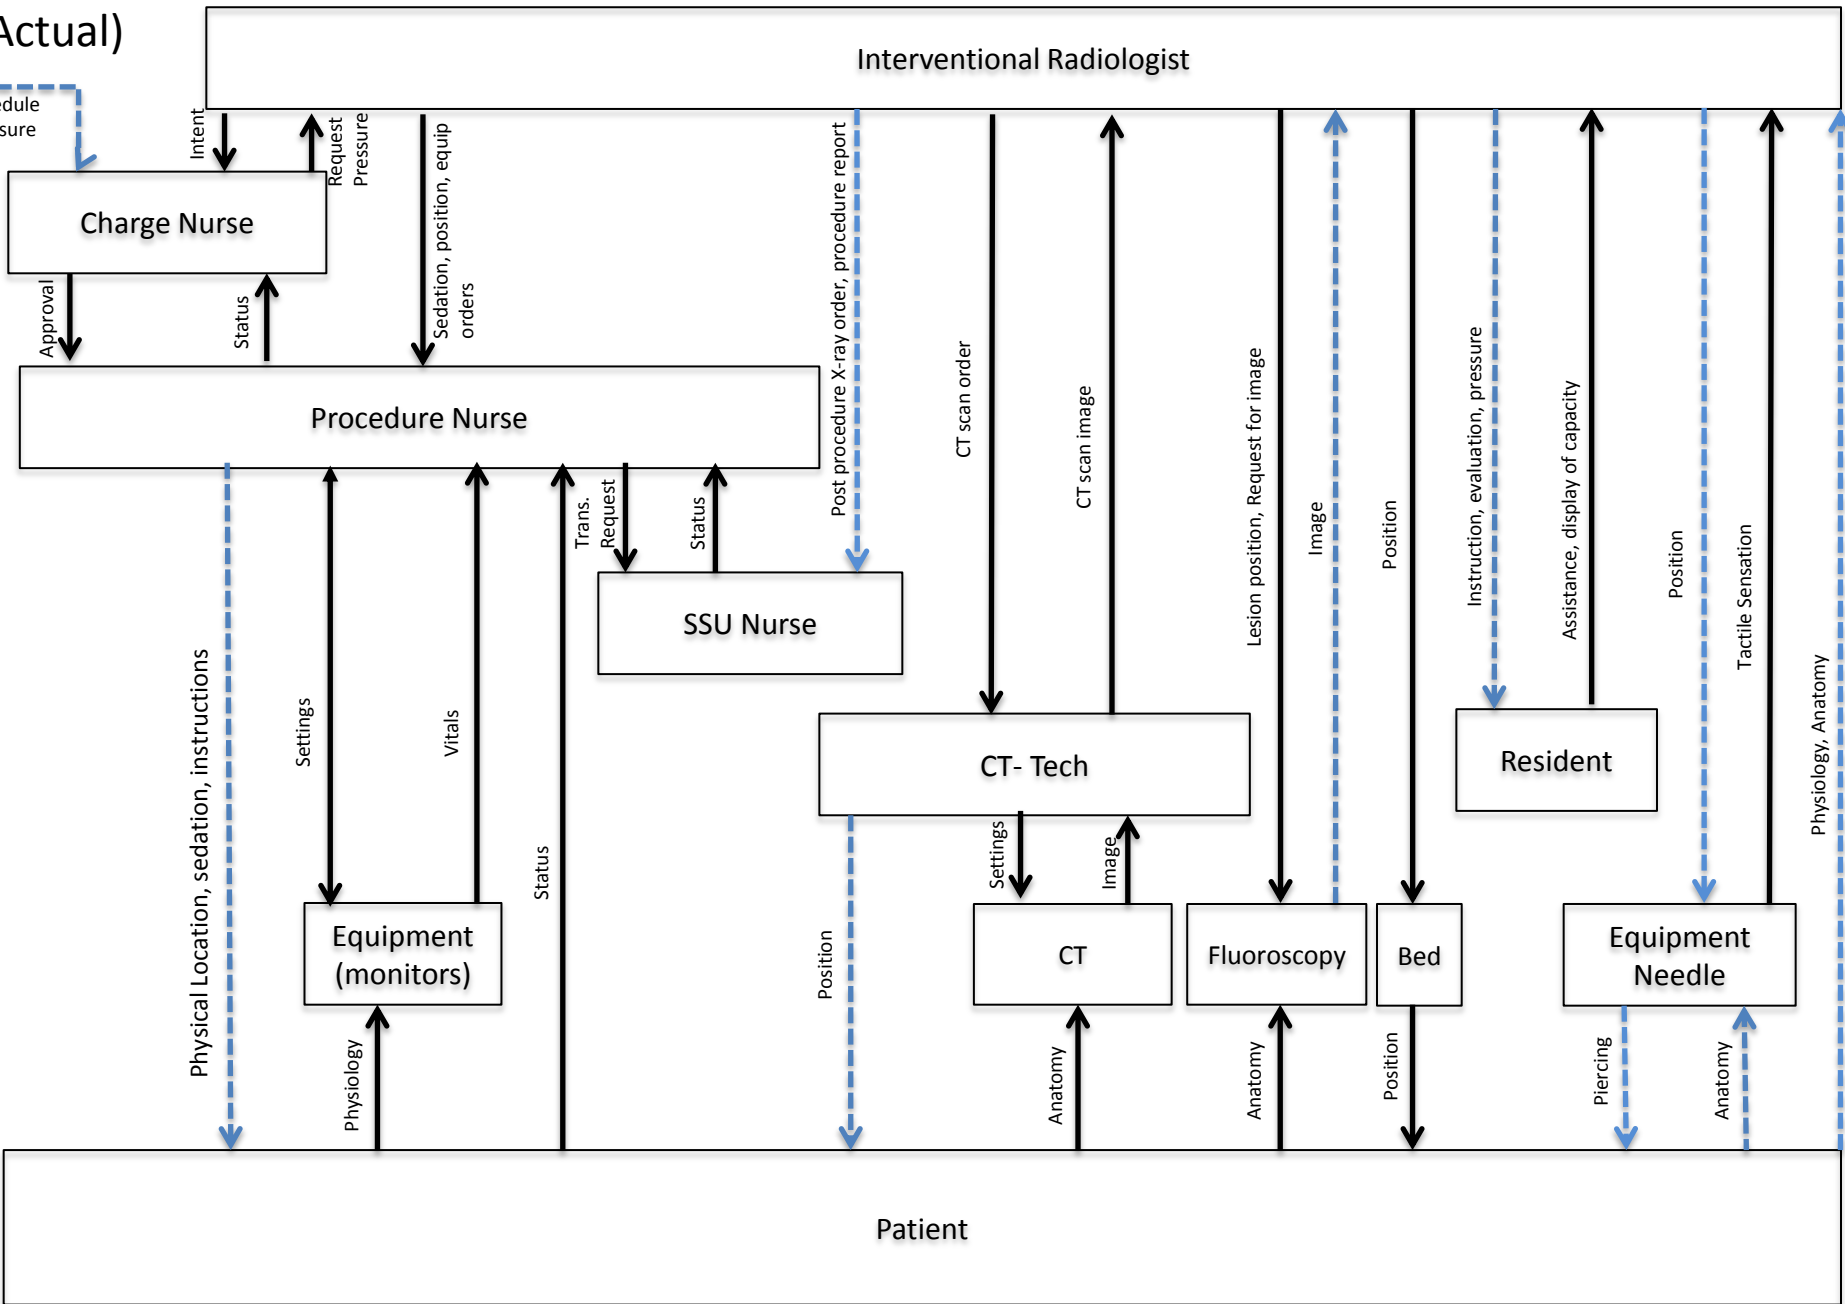 Actual)
Interventional Radiologist
Intent
Request
Pressure
Sedation, position, equip
orders
Charge Nurse
Approval
Status
Post procedure X-ray order, procedure report
CT scan order
CT scan image
Lesion position, Request for image
Image
Position
Instruction, evaluation, pressure
Assistance, display of capacity
Position
Tactile Sensation
Physiology, Anatomy
Procedure Nurse
Physical Location, sedation, instructions
Settings
Vitals
Status
Trans.
Request
Status
SSU Nurse
CT- Tech
Resident
Position
Settings
Image
Equipment
(monitors)
CT
Fluoroscopy
Bed
Equipment
Needle
Physiology
Anatomy
Anatomy
Position
Piercing
Anatomy
Patient